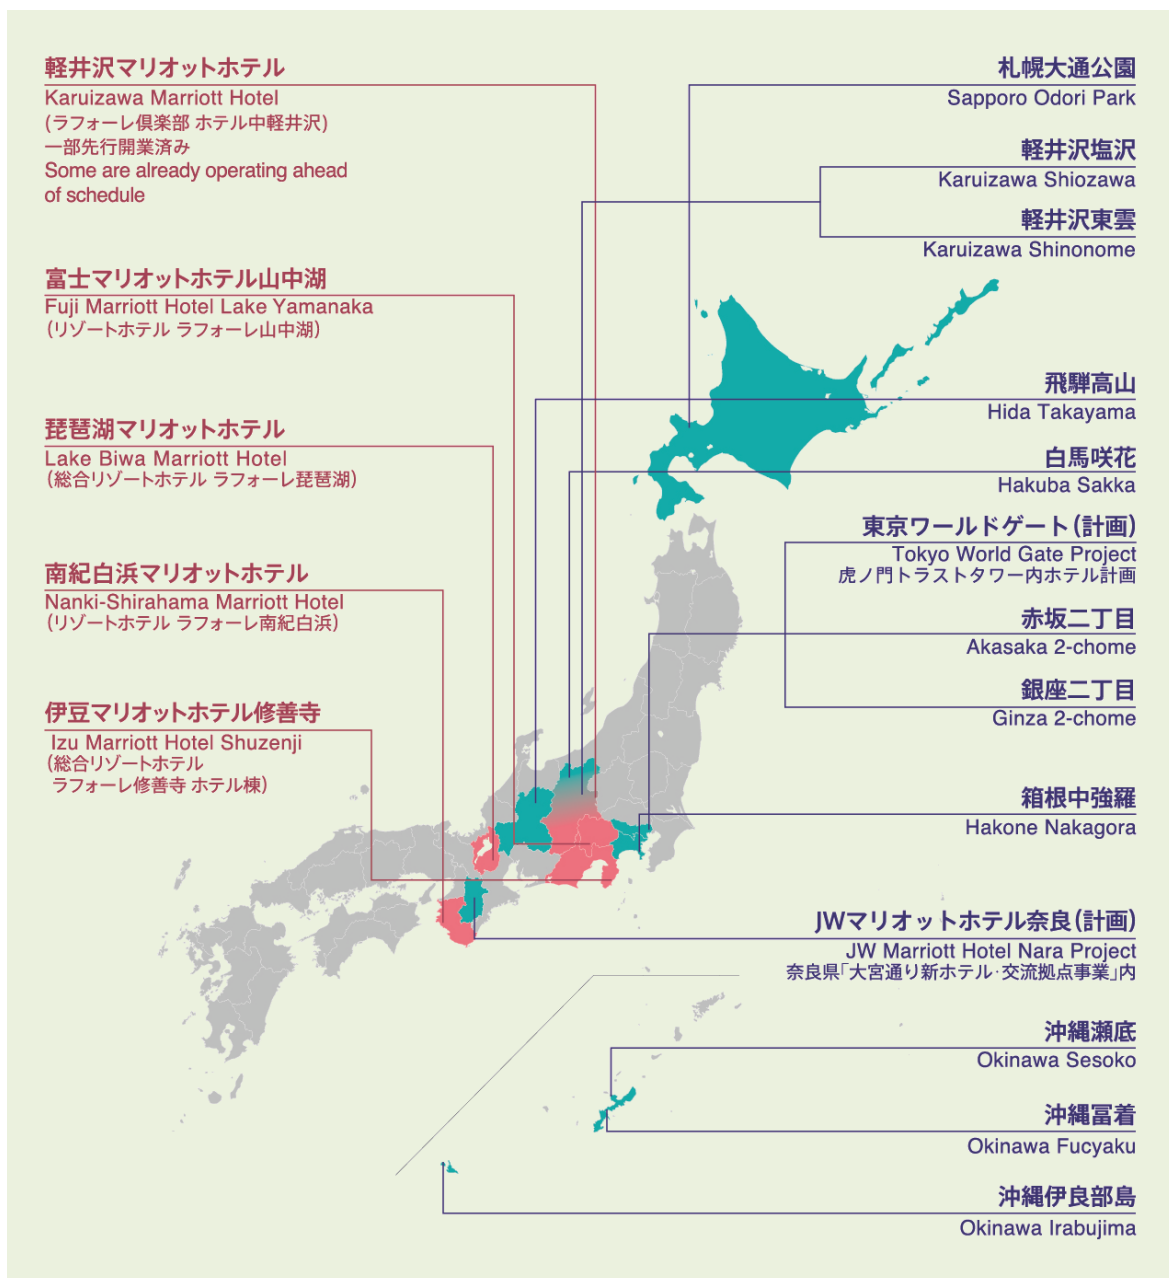 軽井沢マリオットホテル
Karuizawa Marriott Hotel
(ラフォーレ倶楽部 ホテル中軽井沢)
一部先行開業済み
Some are already operating ahead
of schedule
富士マリオットホテル山中湖
Fuji Marriott Hotel Lake Yamanaka
(リゾートホテル ラフォーレ山中湖)
琵琶湖マリオットホテル
Lake Biwa Marriott Hotel
(総合リゾートホテル ラフォーレ琵琶湖)
南紀白浜マリオットホテル
Nanki-Shirahama Marriott Hotel
(リゾートホテル ラフォーレ南紀白浜)
伊豆マリオットホテル修善寺
Izu Marriott Hotel Shuzenji
(総合リゾートホテル
ラフォーレ修善寺 ホテル棟)
札幌大通公園
Sapporo Odori Park
軽井沢塩沢
Karuizawa Shiozawa
軽井沢東雲
Karuizawa Shinonome
飛騨高山
Hida Takayama
白馬咲花
Hakuba Sakka
東京ワールドゲート(計画)
Tokyo World Gate Project
虎ノ門トラストタワー内ホテル計画
赤坂二丁目
Akasaka 2-chome
銀座二丁目
Ginza 2-chome
箱根中強羅
Hakone Nakagora
JWマリオットホテル奈良(計画)
JW Marriott Hotel Nara Project
奈良県「大宮通り新ホテル·交流拠点事業」内
沖縄瀬底
Okinawa Sesoko
沖縄冨着
Okinawa Fucyaku
沖縄伊良部島
Okinawa Irabujima